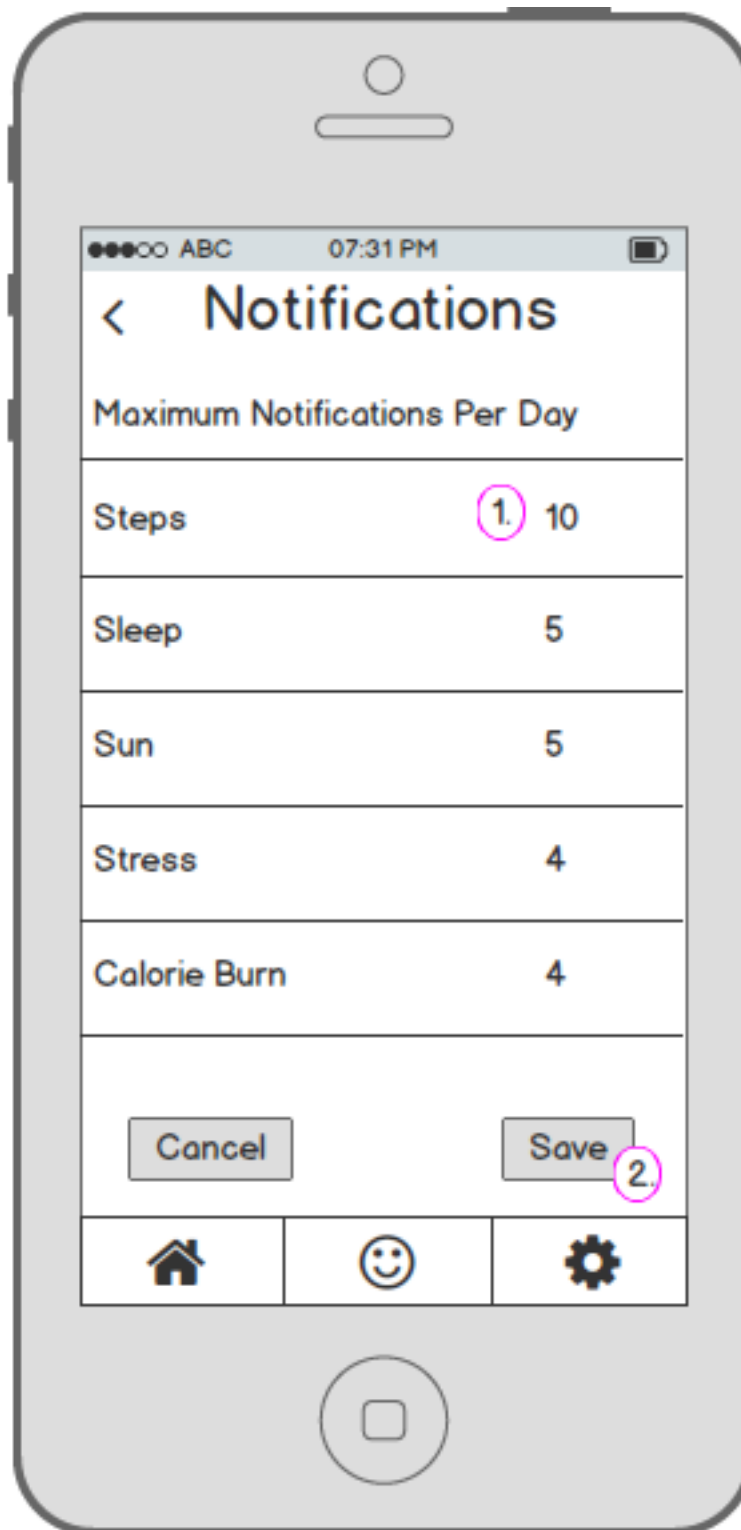 ABC 07:31 PM
< Notifications
Maximum Notifications Per Day
Steps 1. 10
Sleep 5
Sun 5
Stress 4
Calorie Burn 4
Cancel Save
2.